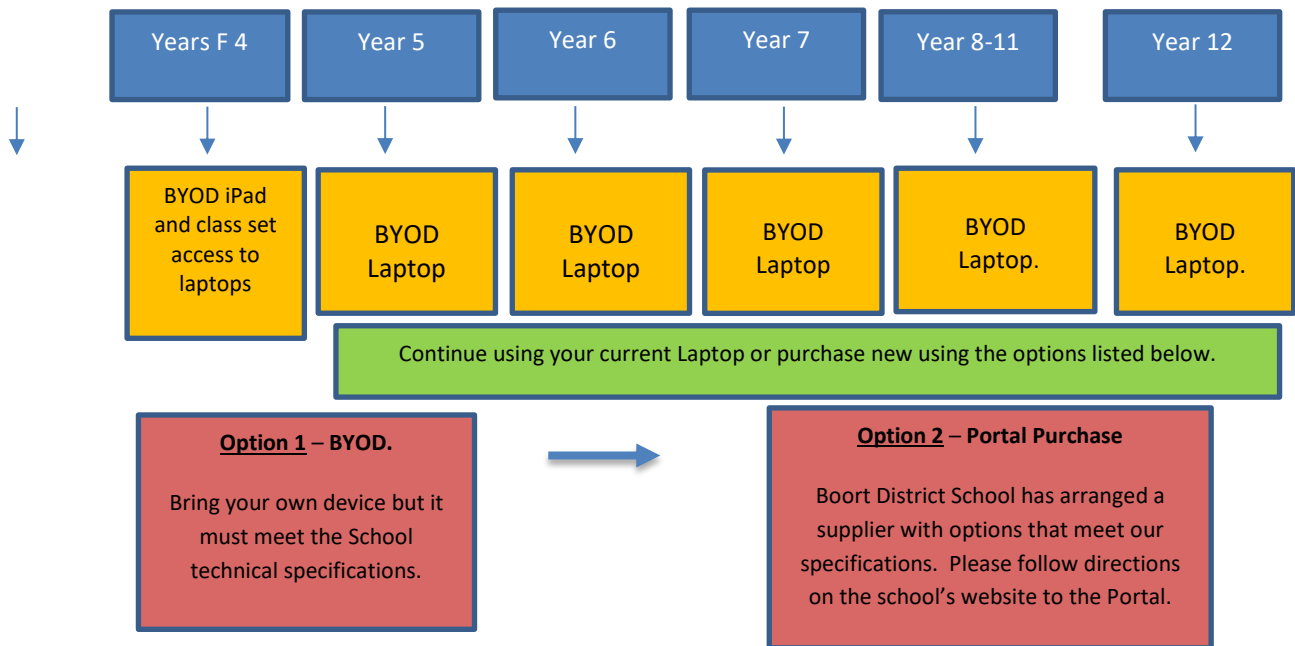 Years F 4
Year 5
Year 6
Year 7
Year 8-11
Year 12
BYOD iPad
and class set
access to
laptops
BYOD
Laptop
BYOD
Laptop
BYOD
Laptop
BYOD
Laptop.
BYOD
Laptop.
Continue using your current Laptop or purchase new using the options listed below.
Option 1 – BYOD.
Bring your own device but it
must meet the School
technical specifications.
Option 2 – Portal Purchase
Boort District School has arranged a
supplier with options that meet our
specifications.  Please follow directions
on the school’s website to the Portal.